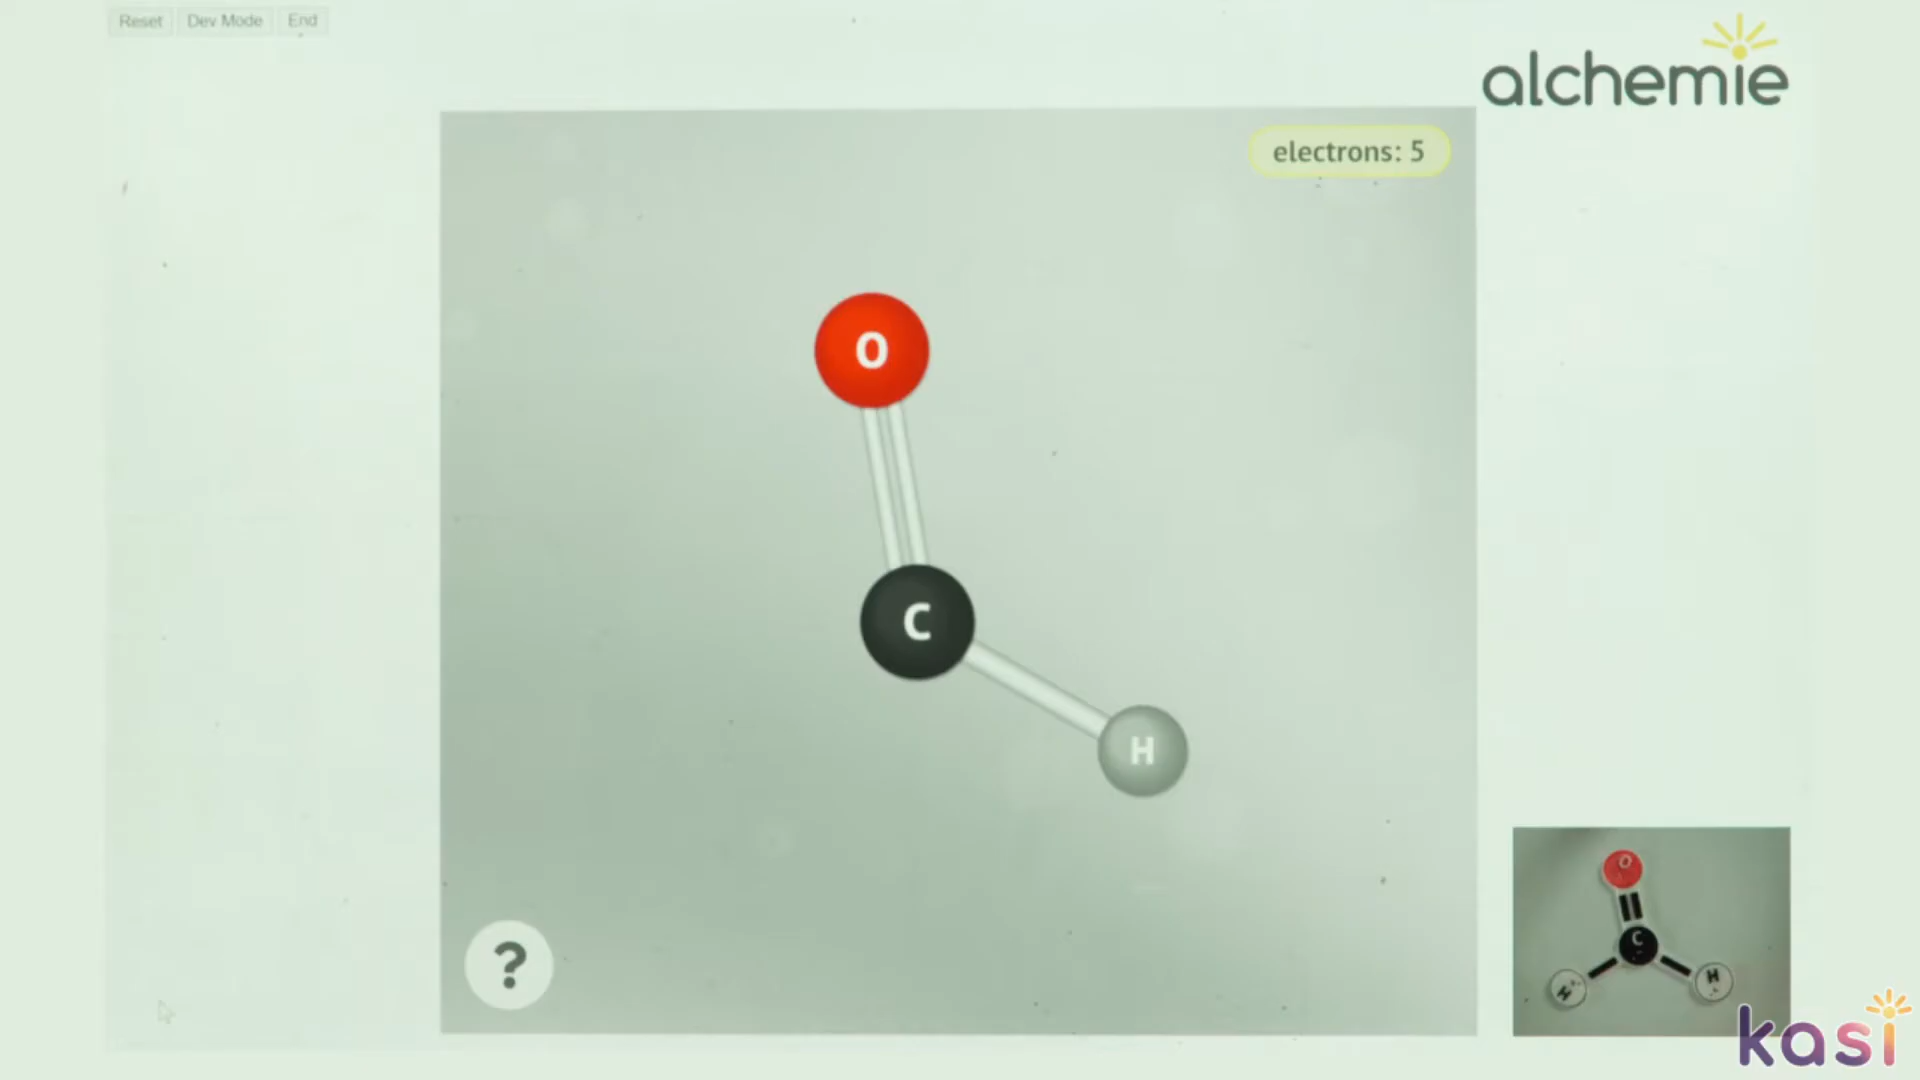 Reset Dev Mode End
alchemie
electrons: 5
O
C
H
?
O
C
H H
kasi